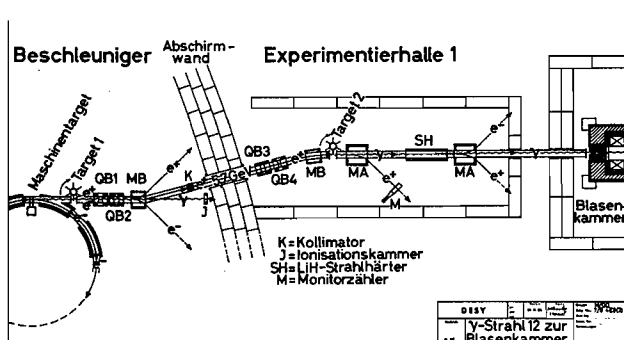 Beschleuniger
Abschirm-
wand
Experimentierhalle 1
Maschinentarget
Target 1
QB1
MB
QB2
e+
e-
K
γ
J
QB3
QB4
e+
MB
Target 2
MA
γ
SH
MA
e+
M
e-
e+
γ
Blasen-
kammer
K=Kollimator
J=Ionisationskammer
SH=LiH-Strahlhärter
M=Monitorzähler
DESY
γ-Strahl 12 zur
Blasenkammer